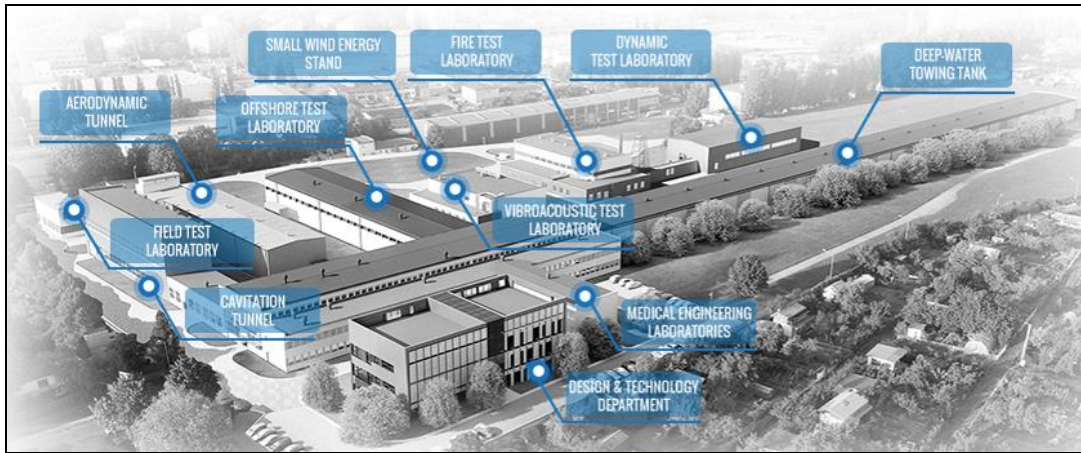 SMALL WIND ENERGY
STAND
FIRE TEST
LABORATORY
DYNAMIC
TEST LABORATORY
DEEP-WATER
TOWING TANK
AERODYNAMIC
TUNNEL
OFFSHORE TEST
LABORATORY
FIELD TEST
LABORATORY
VIBROACOUSTIC TEST
LABORATORY
CAVITATION
TUNNEL
MEDICAL ENGINEERING
LABORATORIES
DESIGN & TECHNOLOGY
DEPARTMENT